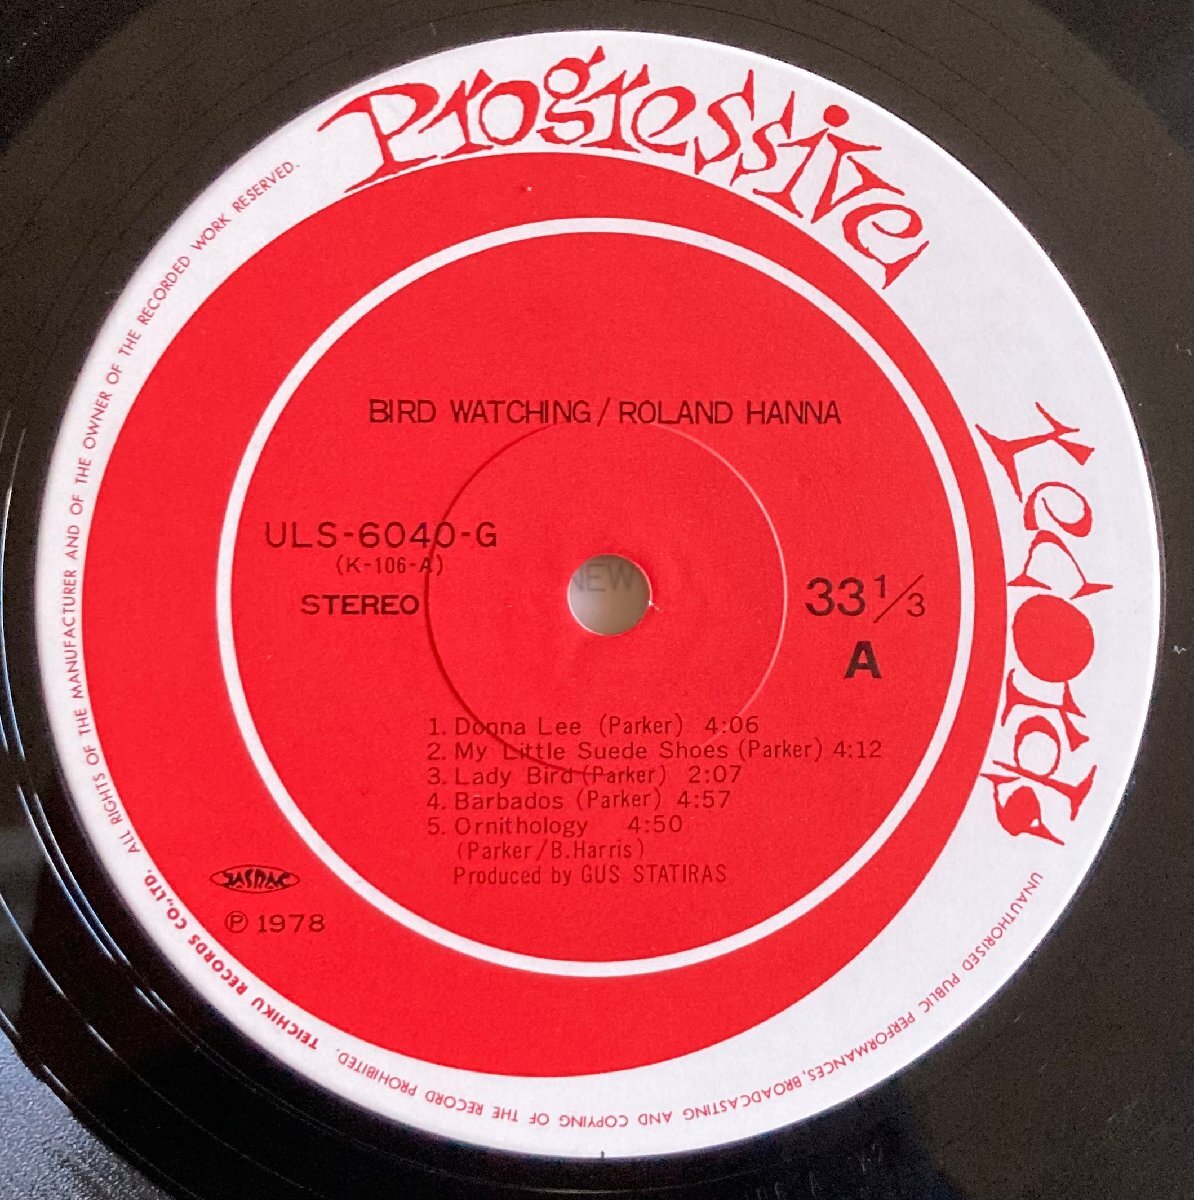 Progressive
records
BIRD WATCHING/ROLAND HANNA
ULS-6040-G
(K-106-A)
STEREO
NEW
33 1/3
A
1. Donna Lee (Parker) 4:06
2. My Little Suede Shoes (Parker) 4:12
3. Lady Bird (Parker) 2:07
4. Barbados (Parker) 4:57
5. Ornithology 4:50
(Parker/B.Harris)
Produced by GUS STATIRAS
JASRAC
℗ 1978
TEICHIKU RECORDS CO.,LTD. ALL RIGHTS OF THE MANUFACTURER AND OF THE OWNER OF THE RECORDED WORK RESERVED.
UNAUTHORISED PUBLIC PERFORMANCES, BROADCASTING AND COPYING OF THE RECORD PROHIBITED.